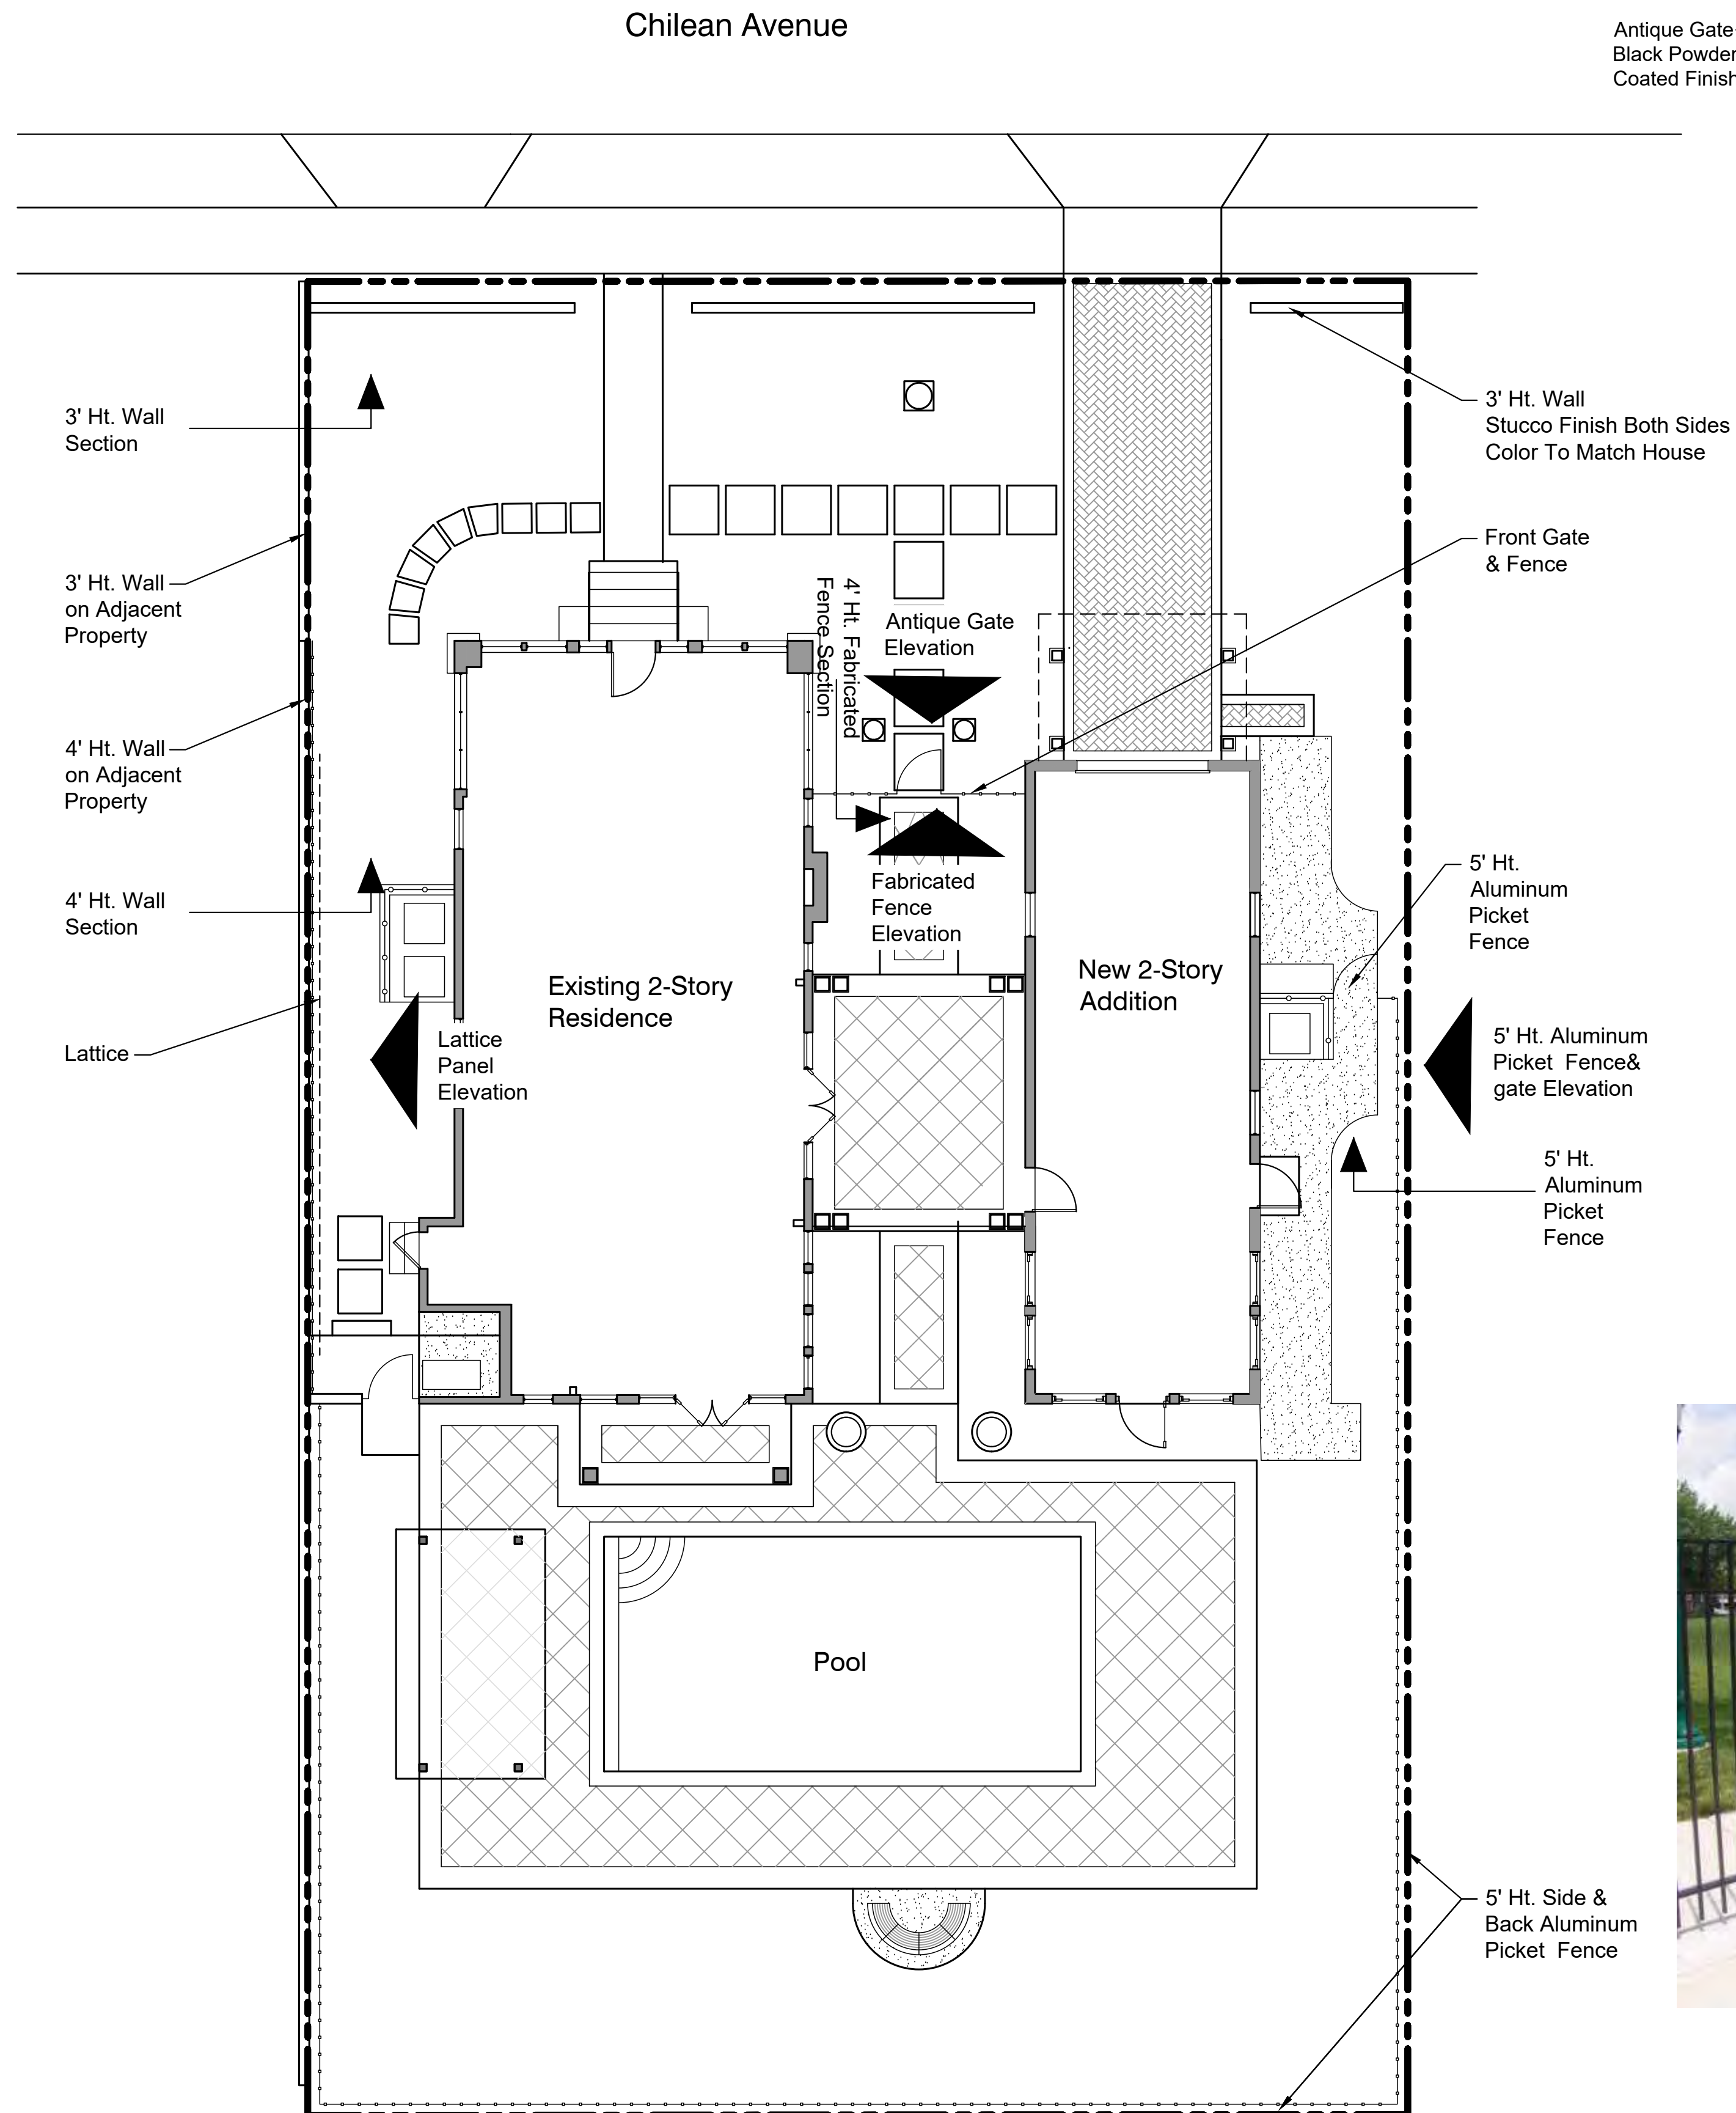 Chilean Avenue
Antique Gate
Black Powder
Coated Finish
3' Ht. Wall
Section
3' Ht. Wall
Stucco Finish Both Sides
Color To Match House
Front Gate
& Fence
3' Ht. Wall
on Adjacent
Property
4' Ht. Fabricated
Fence Section
Antique Gate
Elevation
4' Ht. Wall
on Adjacent
Property
5' Ht.
Aluminum
Picket
Fence
4' Ht. Wall
Section
Fabricated
Fence
Elevation
Existing 2-Story
Residence
New 2-Story
Addition
Lattice
Lattice
Panel
Elevation
5' Ht. Aluminum
Picket Fence&
gate Elevation
5' Ht.
Aluminum
Picket
Fence
Pool
5' Ht. Side &
Back Aluminum
Picket Fence